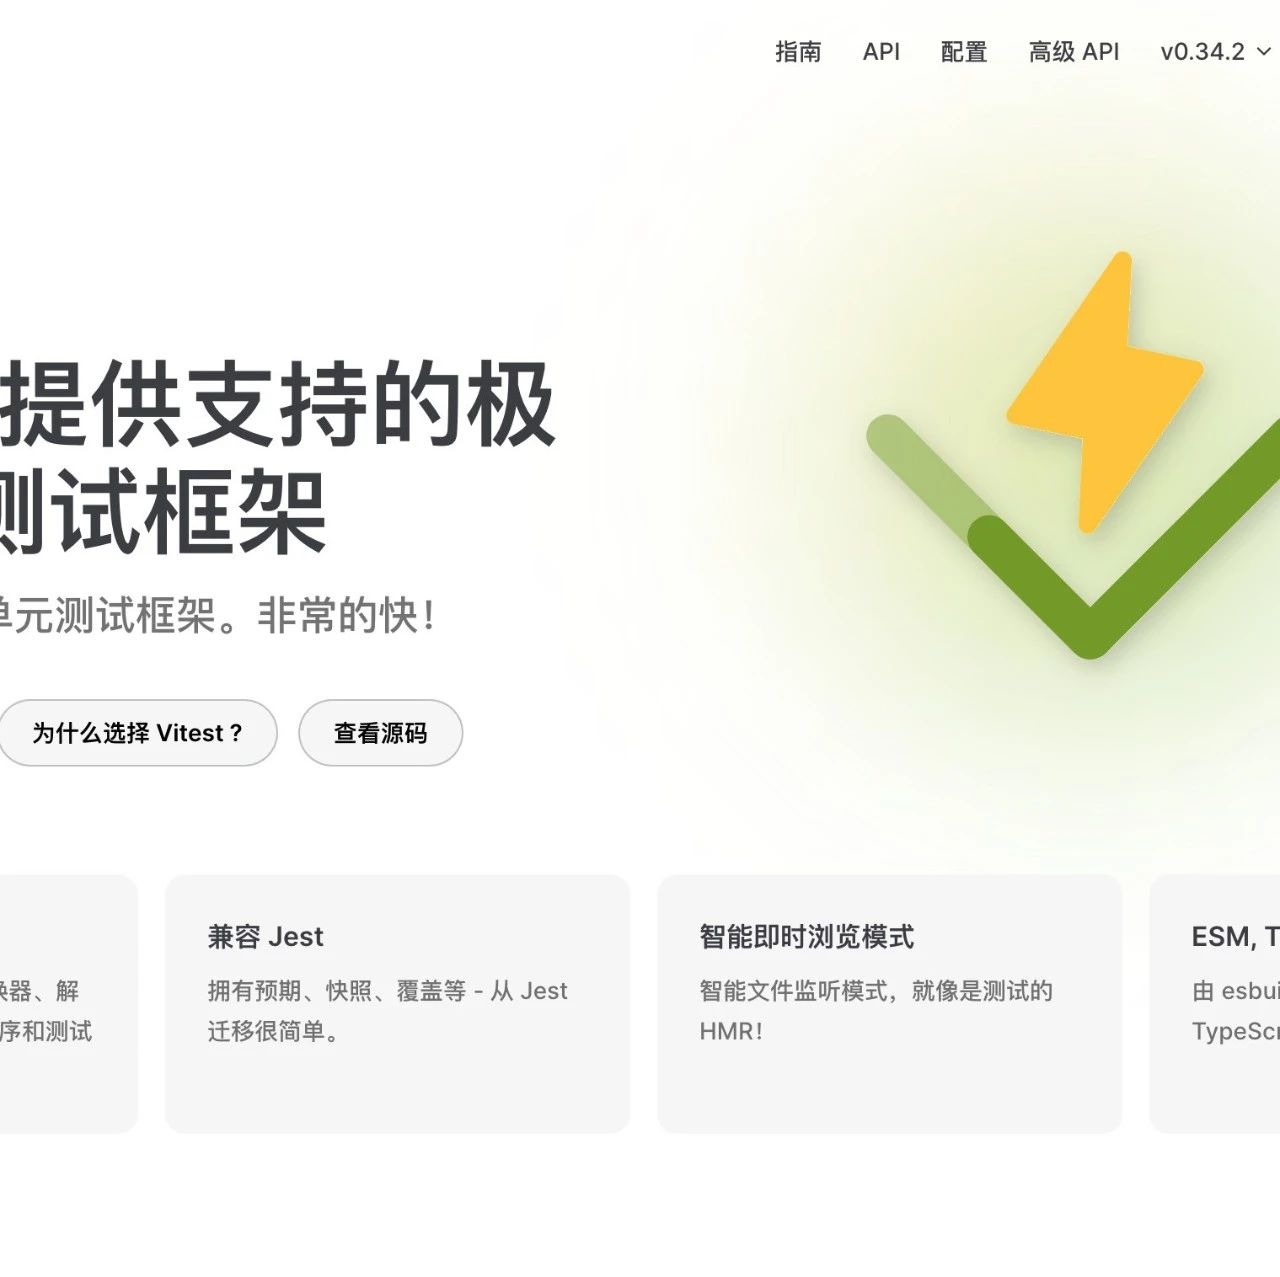 指南 API 配置 高级 API v0.34.2
提供支持的极
测试框架
单元测试框架。非常的快！
为什么选择 Vitest？ 查看源码
兼容 Jest
拥有预期、快照、覆盖等 - 从 Jest
迁移很简单。
智能即时浏览模式
智能文件监听模式，就像是测试的
HMR！
换器、解
序和测试
ESM, T
由 esbui
TypeScr